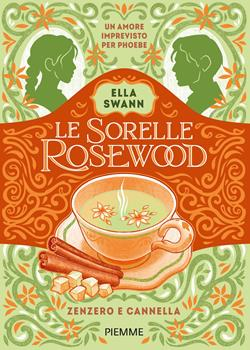 UN AMORE
IMPREVISTO
PER PHOEBE
ELLA
SWANN
LE SORELLE
ROSEWOOD
ZENZERO E CANNELLA
PIEMME